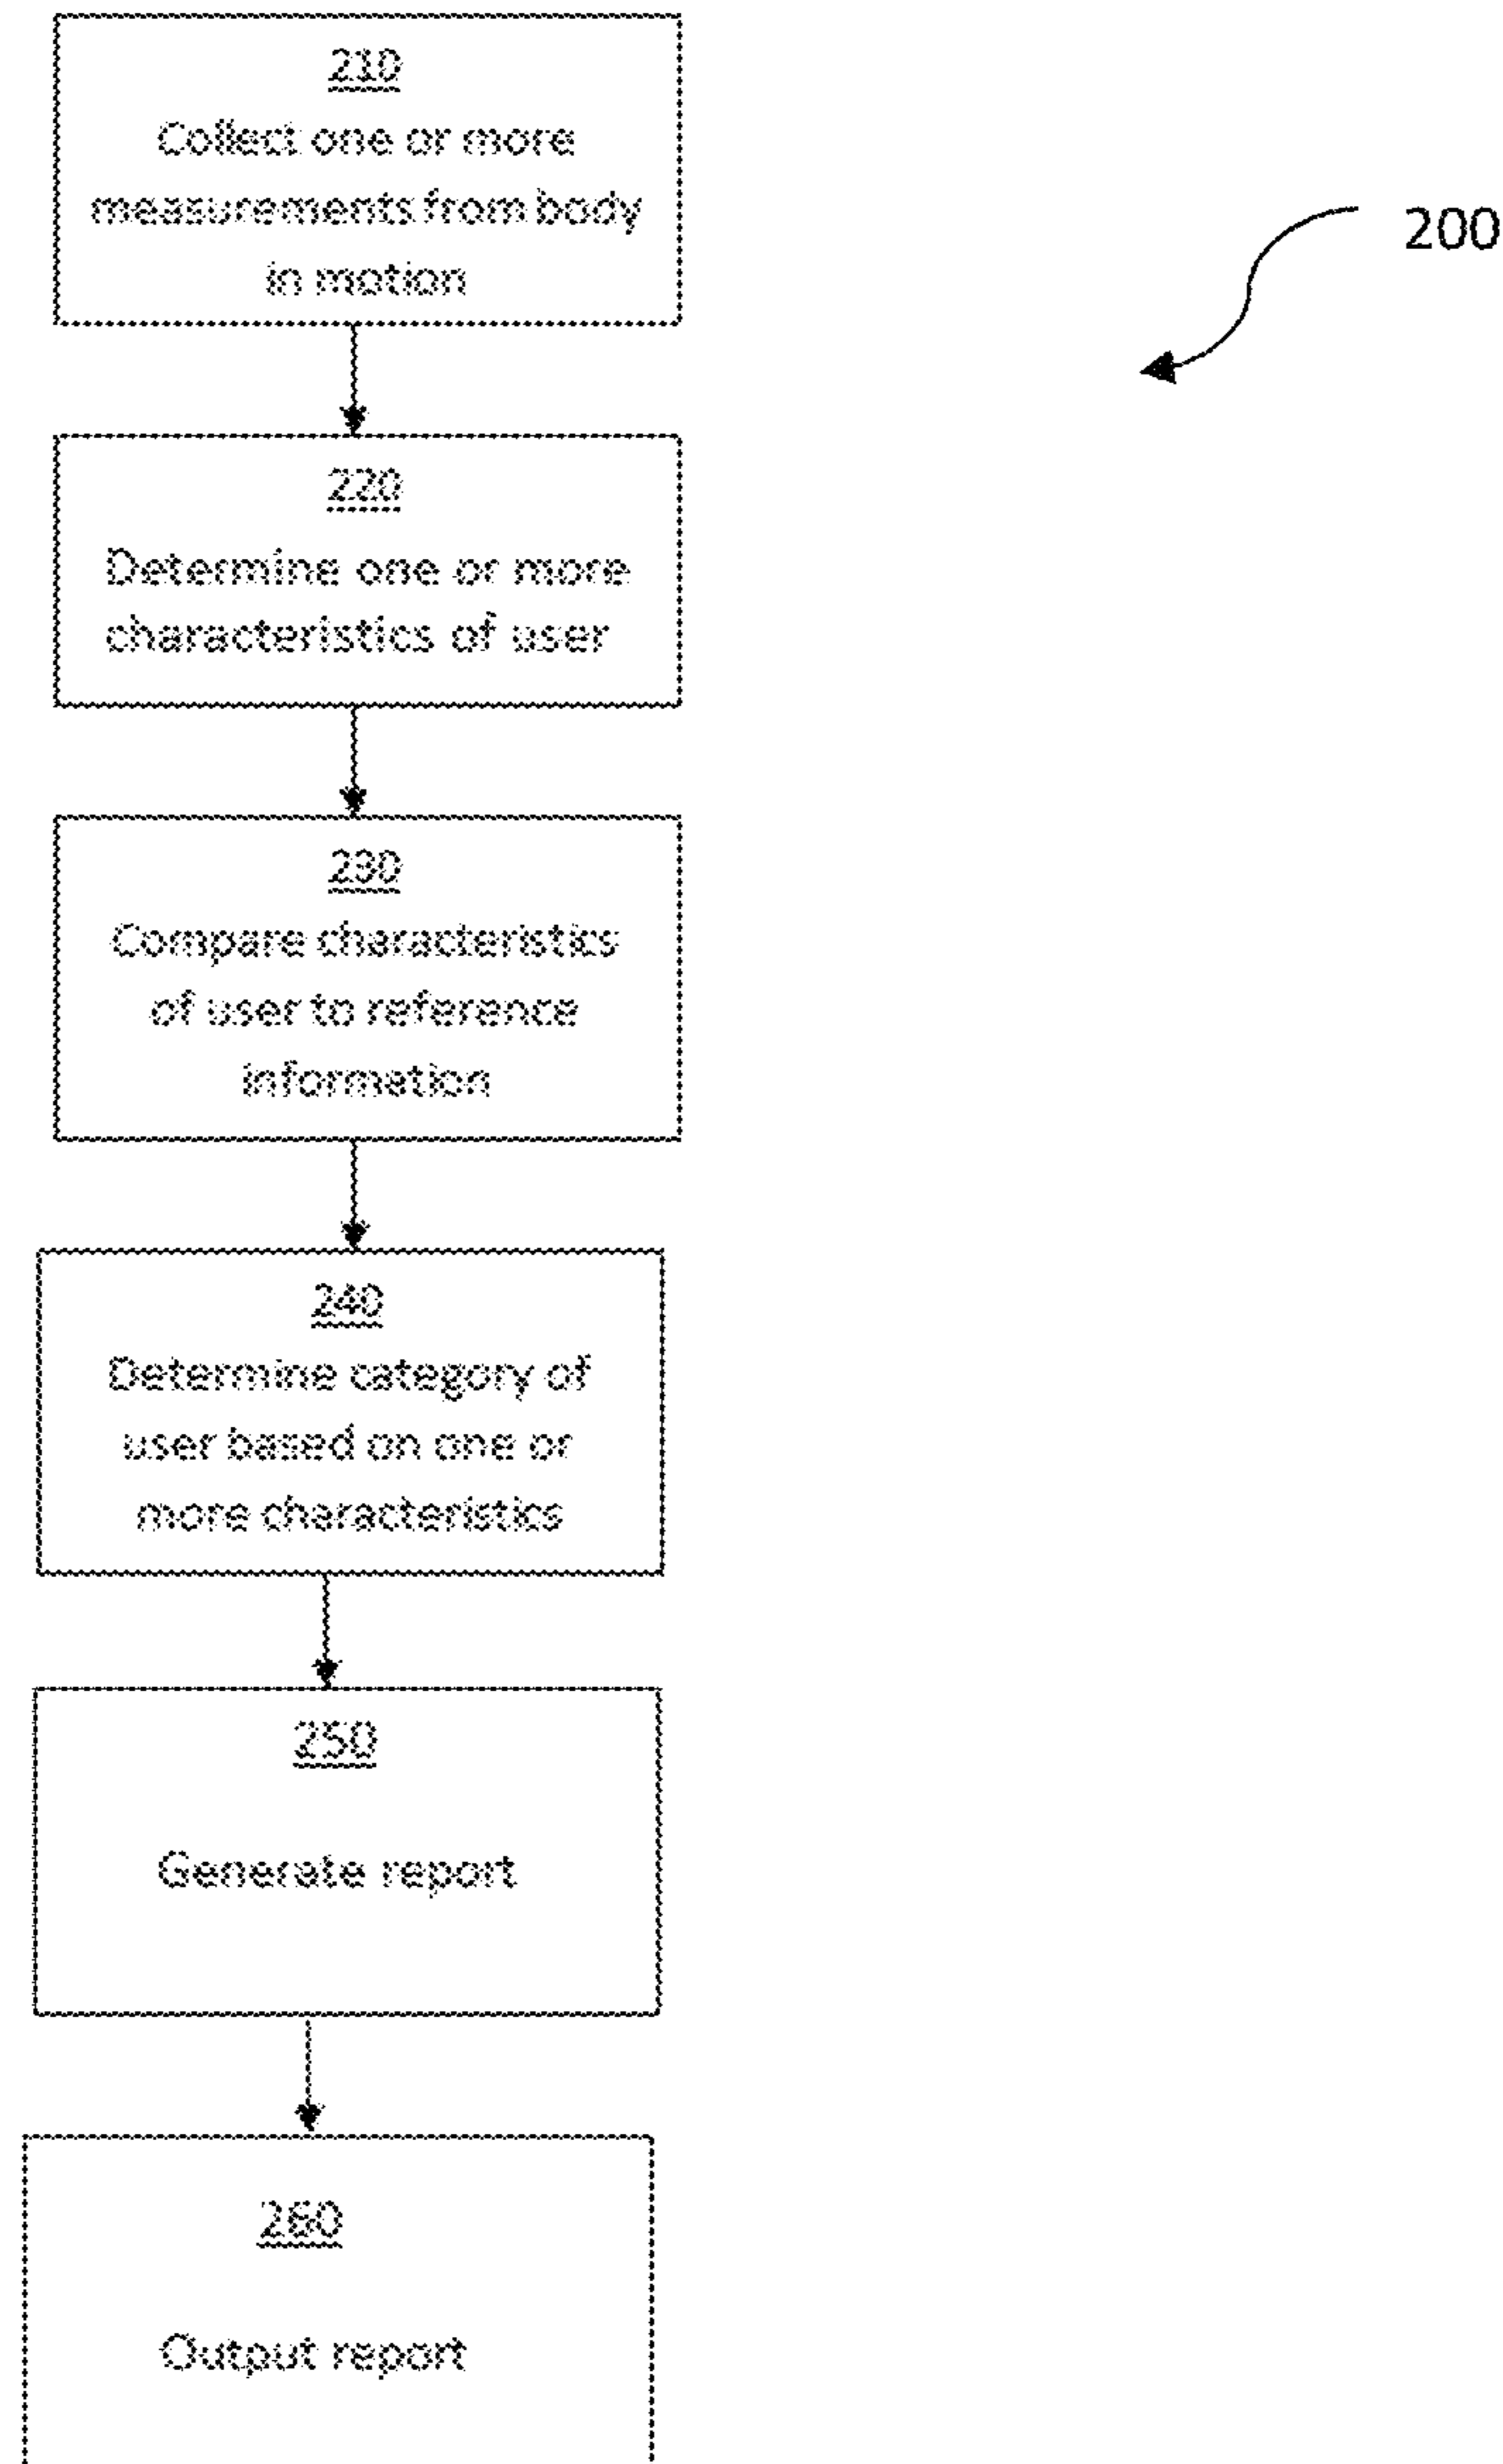 210
Collect one or more
measurements from body
in motion
200
220
Determine one or more
characteristics of user
230
Compare characteristics
of user to reference
information
240
Determine category of
user based on one or
more characteristics
250
Generate report
260
Output report